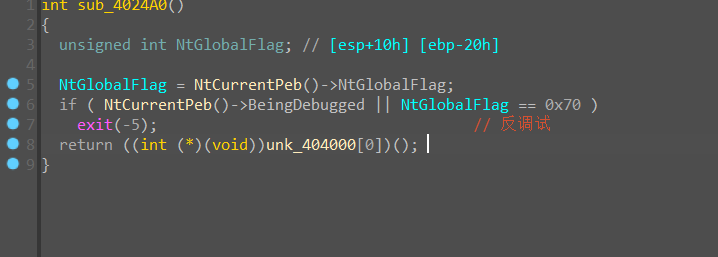 1 int sub_4024A0()
2 {
3 unsigned int NtGlobalFlag; // [esp+10h] [ebp-20h]
4
5 NtGlobalFlag = NtCurrentPeb()->NtGlobalFlag;
6 if ( NtCurrentPeb()->BeingDebugged || NtGlobalFlag == 0x70 )
7 exit(-5); // 反调试
8 return ((int (*)(void))unk_404000[0])();
9 }